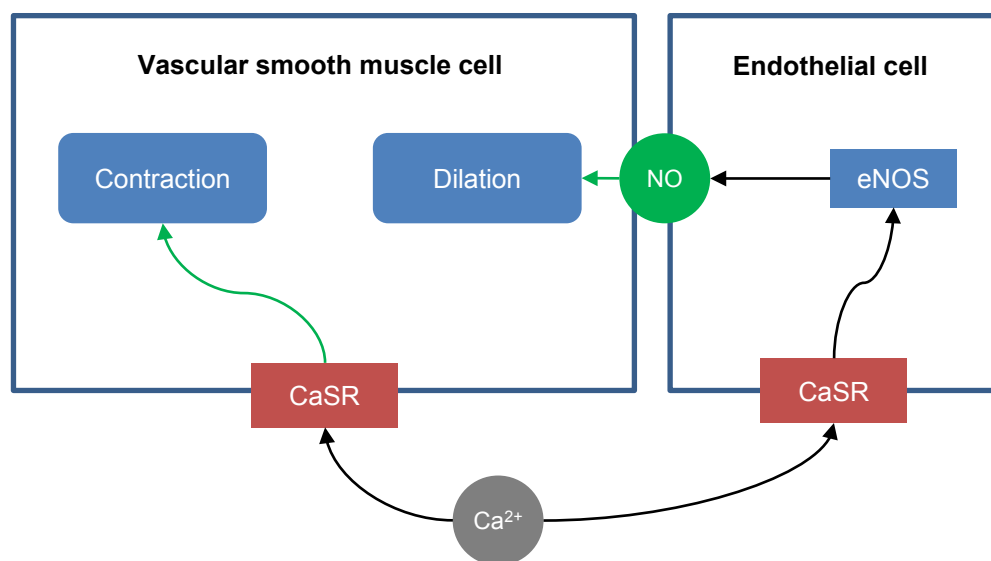 Vascular smooth muscle cell
Endothelial cell
Contraction
Dilation
NO
eNOS
CaSR
CaSR
Ca²⁺